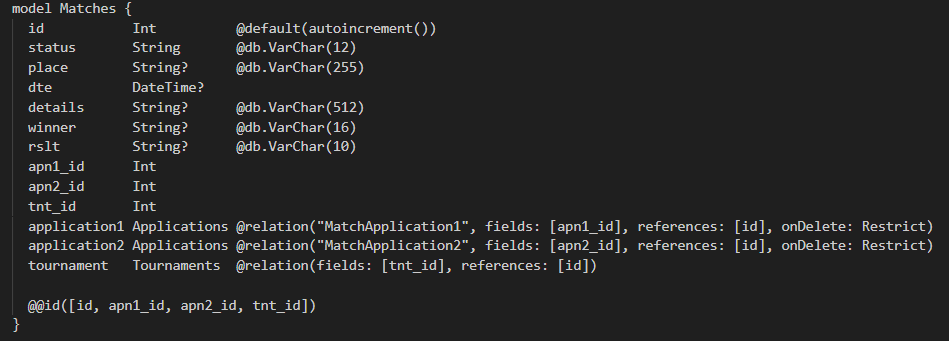 model Matches {
  id           Int         @default(autoincrement())
  status       String      @db.VarChar(12)
  place        String?     @db.VarChar(255)
  dte          DateTime?
  details      String?     @db.VarChar(512)
  winner       String?     @db.VarChar(16)
  rslt         String?     @db.VarChar(10)
  apn1_id      Int
  apn2_id      Int
  tnt_id       Int
  application1 Applications @relation("MatchApplication1", fields: [apn1_id], references: [id], onDelete: Restrict)
  application2 Applications @relation("MatchApplication2", fields: [apn2_id], references: [id], onDelete: Restrict)
  tournament   Tournaments  @relation(fields: [tnt_id], references: [id])
  @@id([id, apn1_id, apn2_id, tnt_id])
}